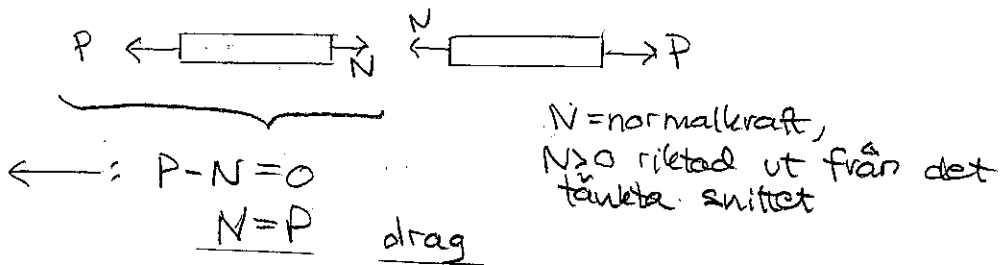 P N N P
N = normalkraft,
N>0 riktad ut från det
tänkta snittet
←: P-N=0
N=P drag